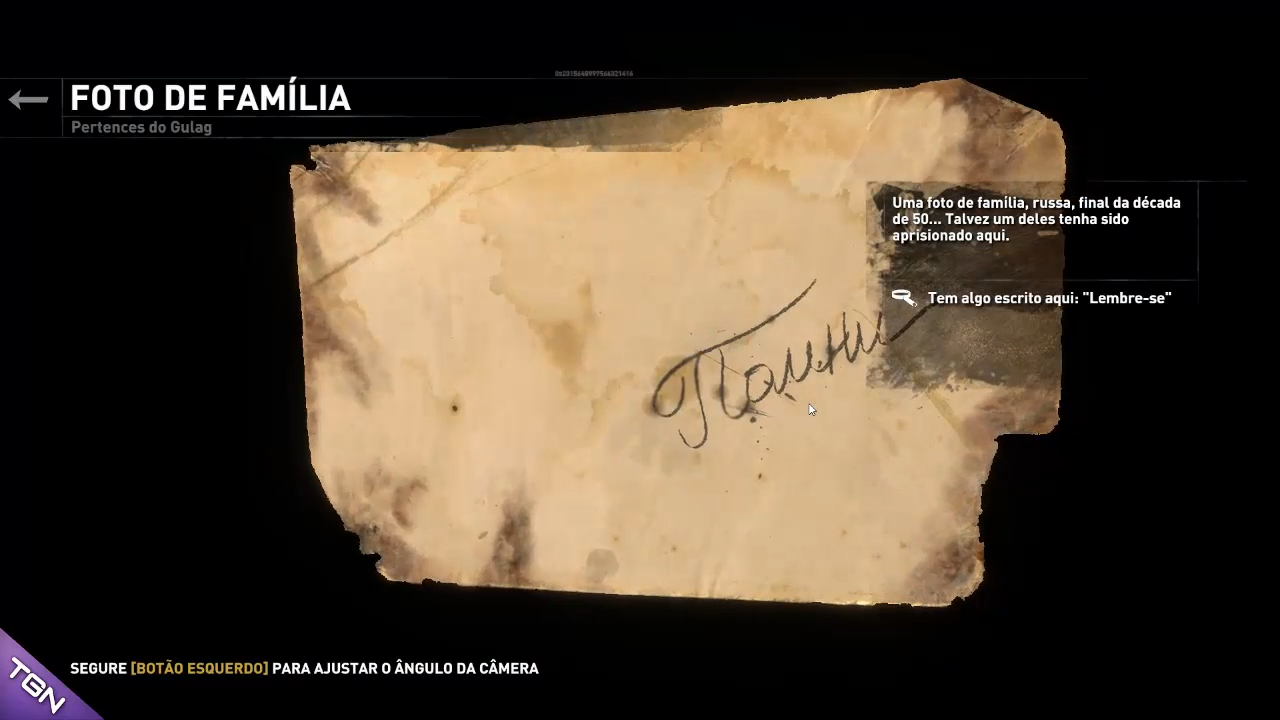 0x2315648997566321416
FOTO DE FAMÍLIA
Pertences do Gulag
Uma foto de família, russa, final da década
de 50... Talvez um deles tenha sido
aprisionado aqui.
Tem algo escrito aqui: "Lembre-se"
Помни
SEGURE [BOTÃO ESQUERDO] PARA AJUSTAR O ÂNGULO DA CÂMERA
TGN